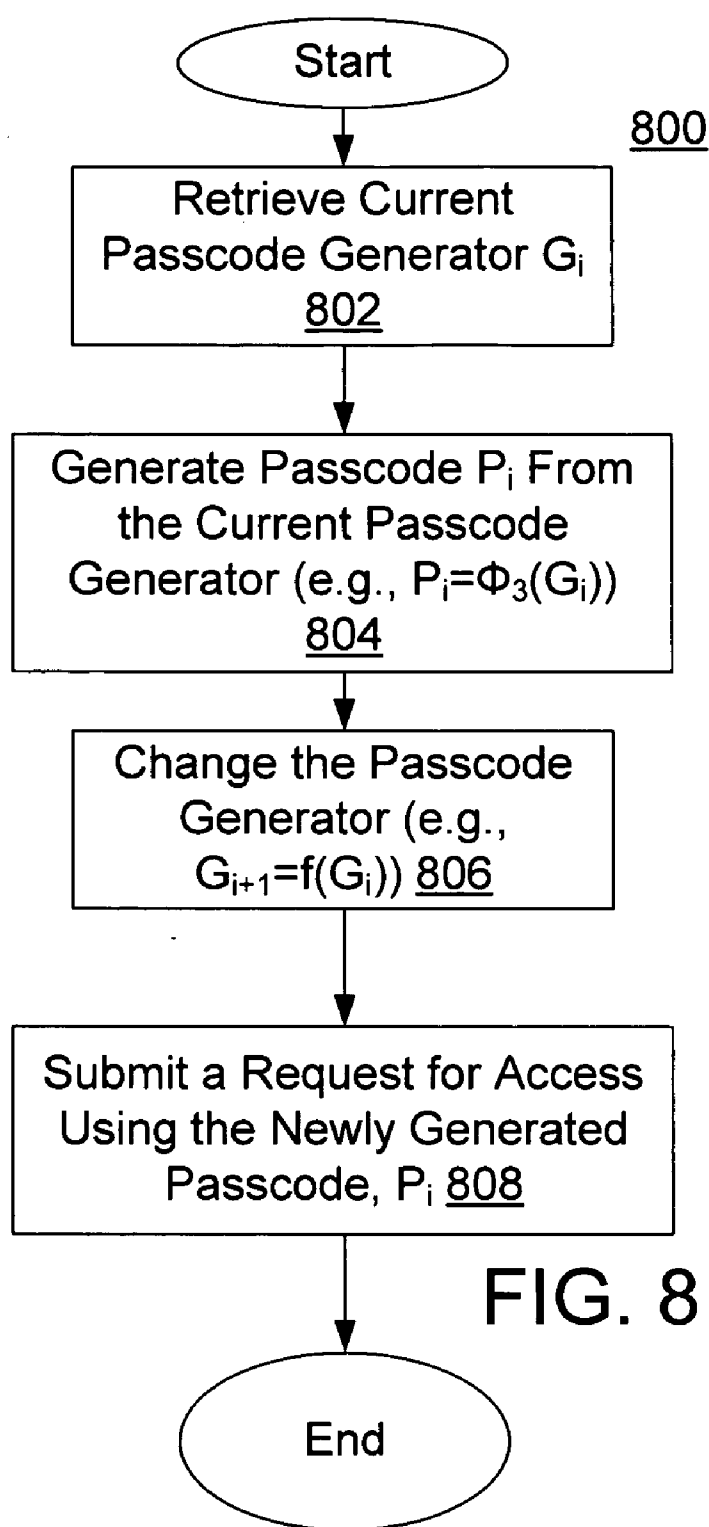 Start
800
Retrieve Current
Passcode Generator Gᵢ
802
Generate Passcode Pᵢ From
the Current Passcode
Generator (e.g., Pᵢ=Φ₃(Gᵢ))
804
Change the Passcode
Generator (e.g.,
Gᵢ₊₁=f(Gᵢ)) 806
Submit a Request for Access
Using the Newly Generated
Passcode, Pᵢ 808
FIG. 8
End